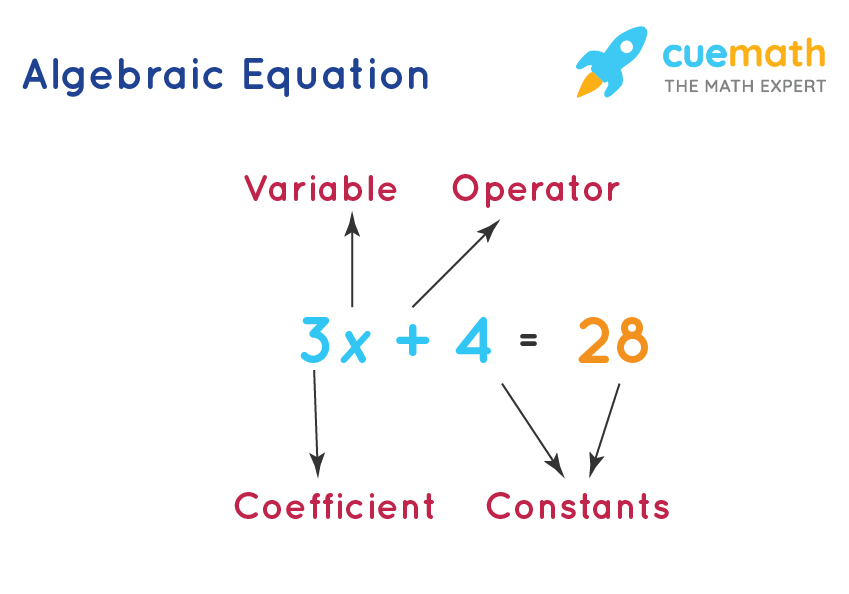 Algebraic Equation
cuemath
THE MATH EXPERT
Variable
Operator
3x + 4 = 28
Coefficient
Constants